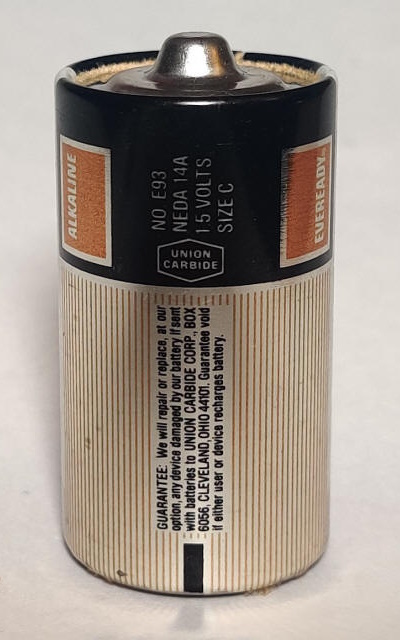 ALKALINE
NO E93
NEDA 14A
1.5 VOLTS
SIZE C
UNION
CARBIDE
EVEREADY
GUARANTEE: We will repair or replace, at our
option, any device damaged by our battery if sent
with batteries to UNION CARBIDE CORP., BOX
6056, CLEVELAND, OHIO 44101. Guarantee void
if either user or device recharges battery.